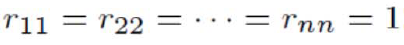 r₁₁ = r₂₂ = ⋯ = rₙₙ = 1